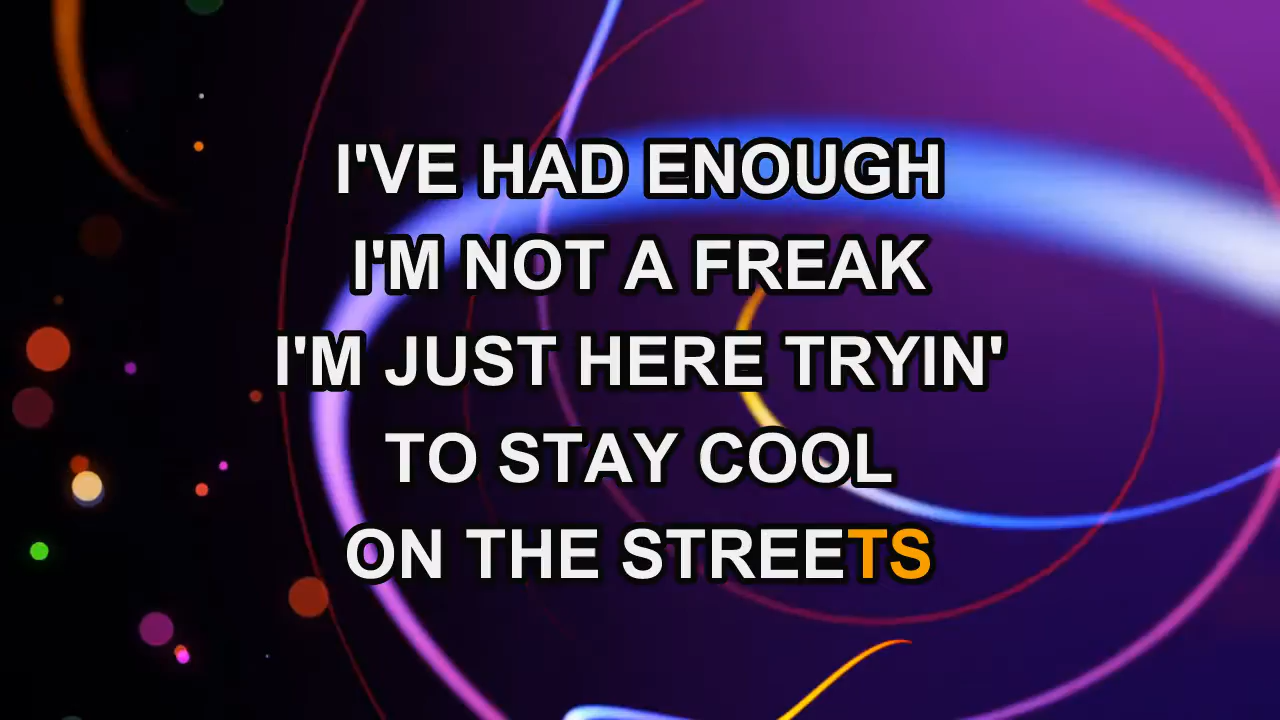 I'VE HAD ENOUGH
I'M NOT A FREAK
I'M JUST HERE TRYIN'
TO STAY COOL
ON THE STREETS